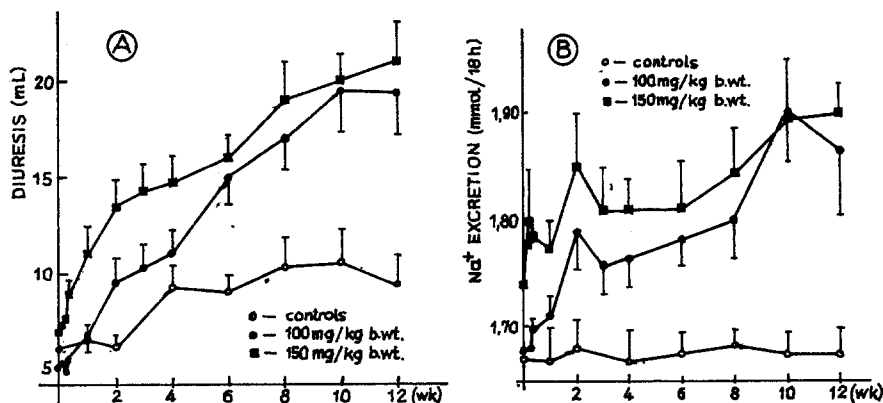 A
DIURESIS (mL)
20
15
10
5
o — controls
● — 100mg/kg b.wt.
■ — 150mg/kg b.wt.
2 4 6 8 10 12 (wk)
B
Na+ EXCRETION (mmol/18h)
o — controls
● — 100mg/kg b.wt.
■ — 150mg/kg b.wt.
1,90
1,80
1,70
2 4 6 8 10 12 (wk)